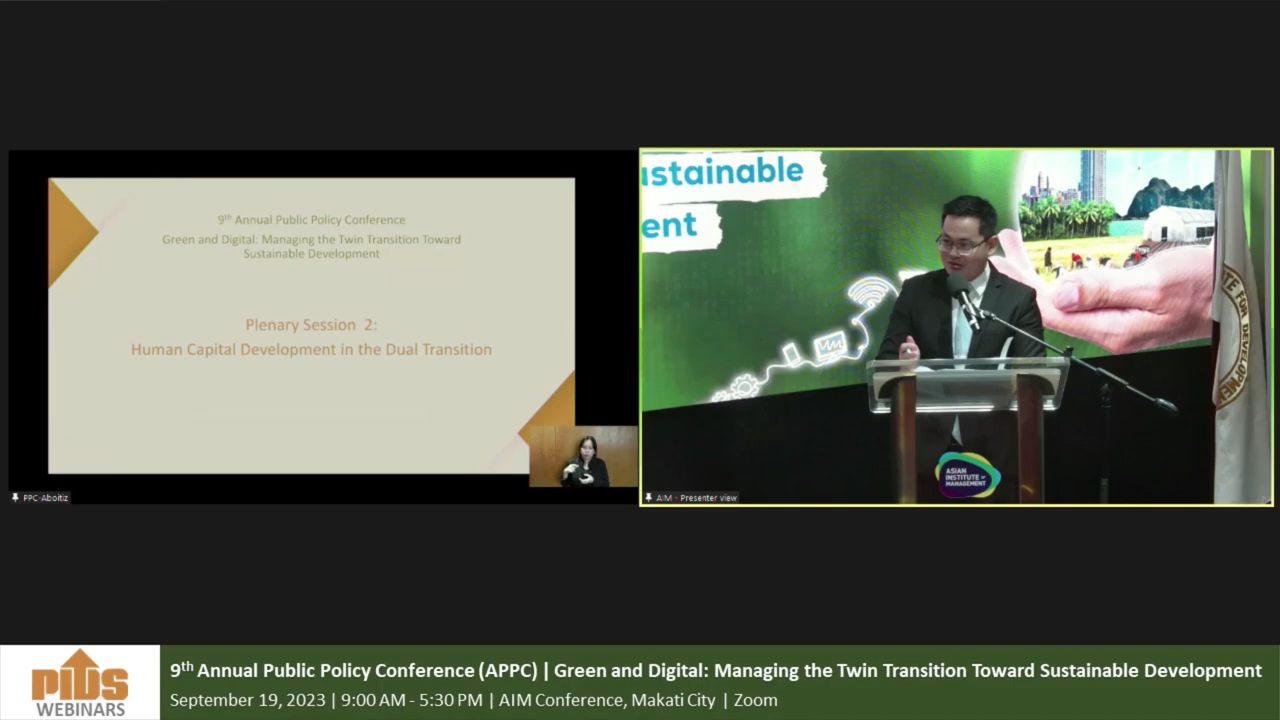 9th Annual Public Policy Conference
Green and Digital: Managing the Twin Transition Toward
Sustainable Development
Plenary Session 2:
Human Capital Development in the Dual Transition
PPC-Aboitiz
ustainable
ent
ASIAN
INSTITUTE OF
MANAGEMENT
TE FOR DEVELOPMEN
AIM - Presenter view
PIDS
WEBINARS
9th Annual Public Policy Conference (APPC) | Green and Digital: Managing the Twin Transition Toward Sustainable Development
September 19, 2023 | 9:00 AM - 5:30 PM | AIM Conference, Makati City | Zoom